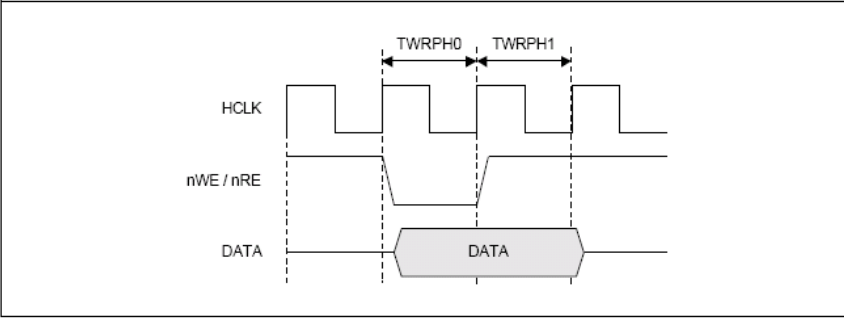 TWRPH0 TWRPH1
HCLK
nWE / nRE
DATA DATA